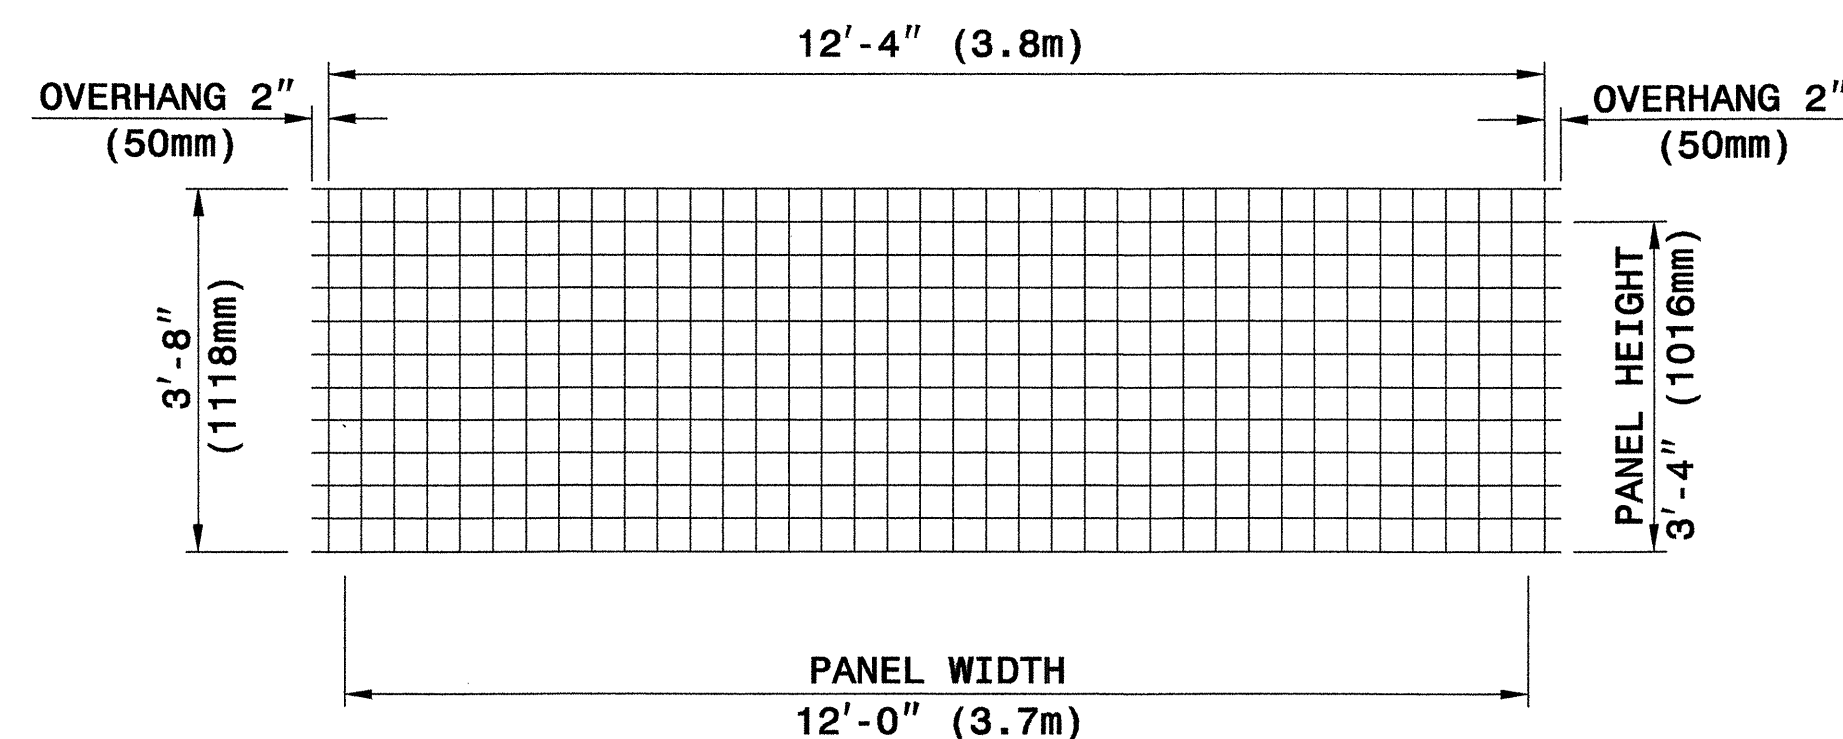 12'-4" (3.8m)
OVERHANG 2"
(50mm)
OVERHANG 2"
(50mm)
3'-8"
(1118mm)
PANEL HEIGHT
3'-4" (1016mm)
PANEL WIDTH
12'-0" (3.7m)